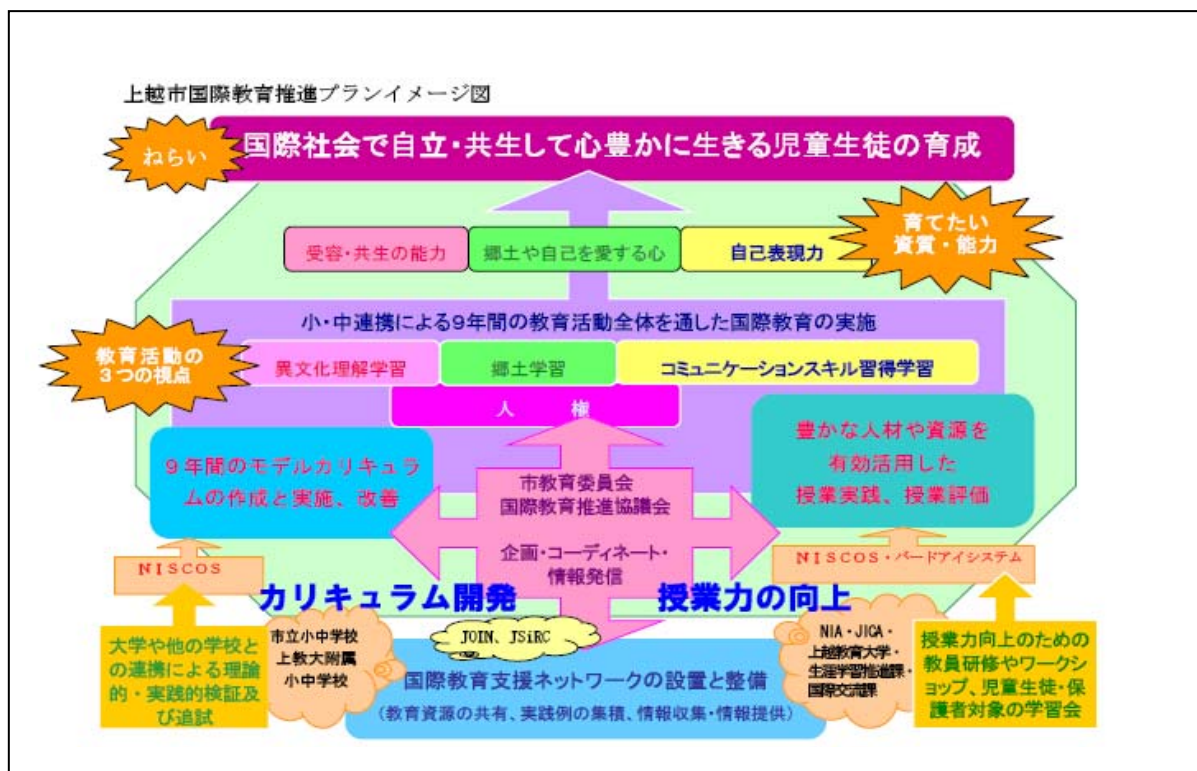 上越市国際教育推進プランイメージ図
ねらい
国際社会で自立・共生して心豊かに生きる児童生徒の育成
育てたい
資質・能力
受容・共生の能力
郷土や自己を愛する心
自己表現力
小・中連携による９年間の教育活動全体を通した国際教育の実施
教育活動の
３つの視点
異文化理解学習
郷土学習
コミュニケーションスキル習得学習
人　権
９年間のモデルカリキュラ
ムの作成と実施、改善
市教育委員会
国際教育推進協議会
企画・コーディネート・
情報発信
豊かな人材や資源を
有効活用した
授業実践、授業評価
ＮＩＳＣＯＳ
ＮＩＳＣＯＳ・バードアイシステム
カリキュラム開発
授業力の向上
大学や他の学校と
の連携による理論
的・実践的検証及
び追試
市立小中学校
上教大附属
小中学校
JOIN、JSiRC
国際教育支援ネットワークの設置と整備
（教育資源の共有、実践例の集積、情報収集・情報提供）
NIA・JICA・
上越教育大学・
生涯学習推進課・
国際交流課
授業力向上のための
教員研修やワークシ
ョップ、児童生徒・保
護者対象の学習会